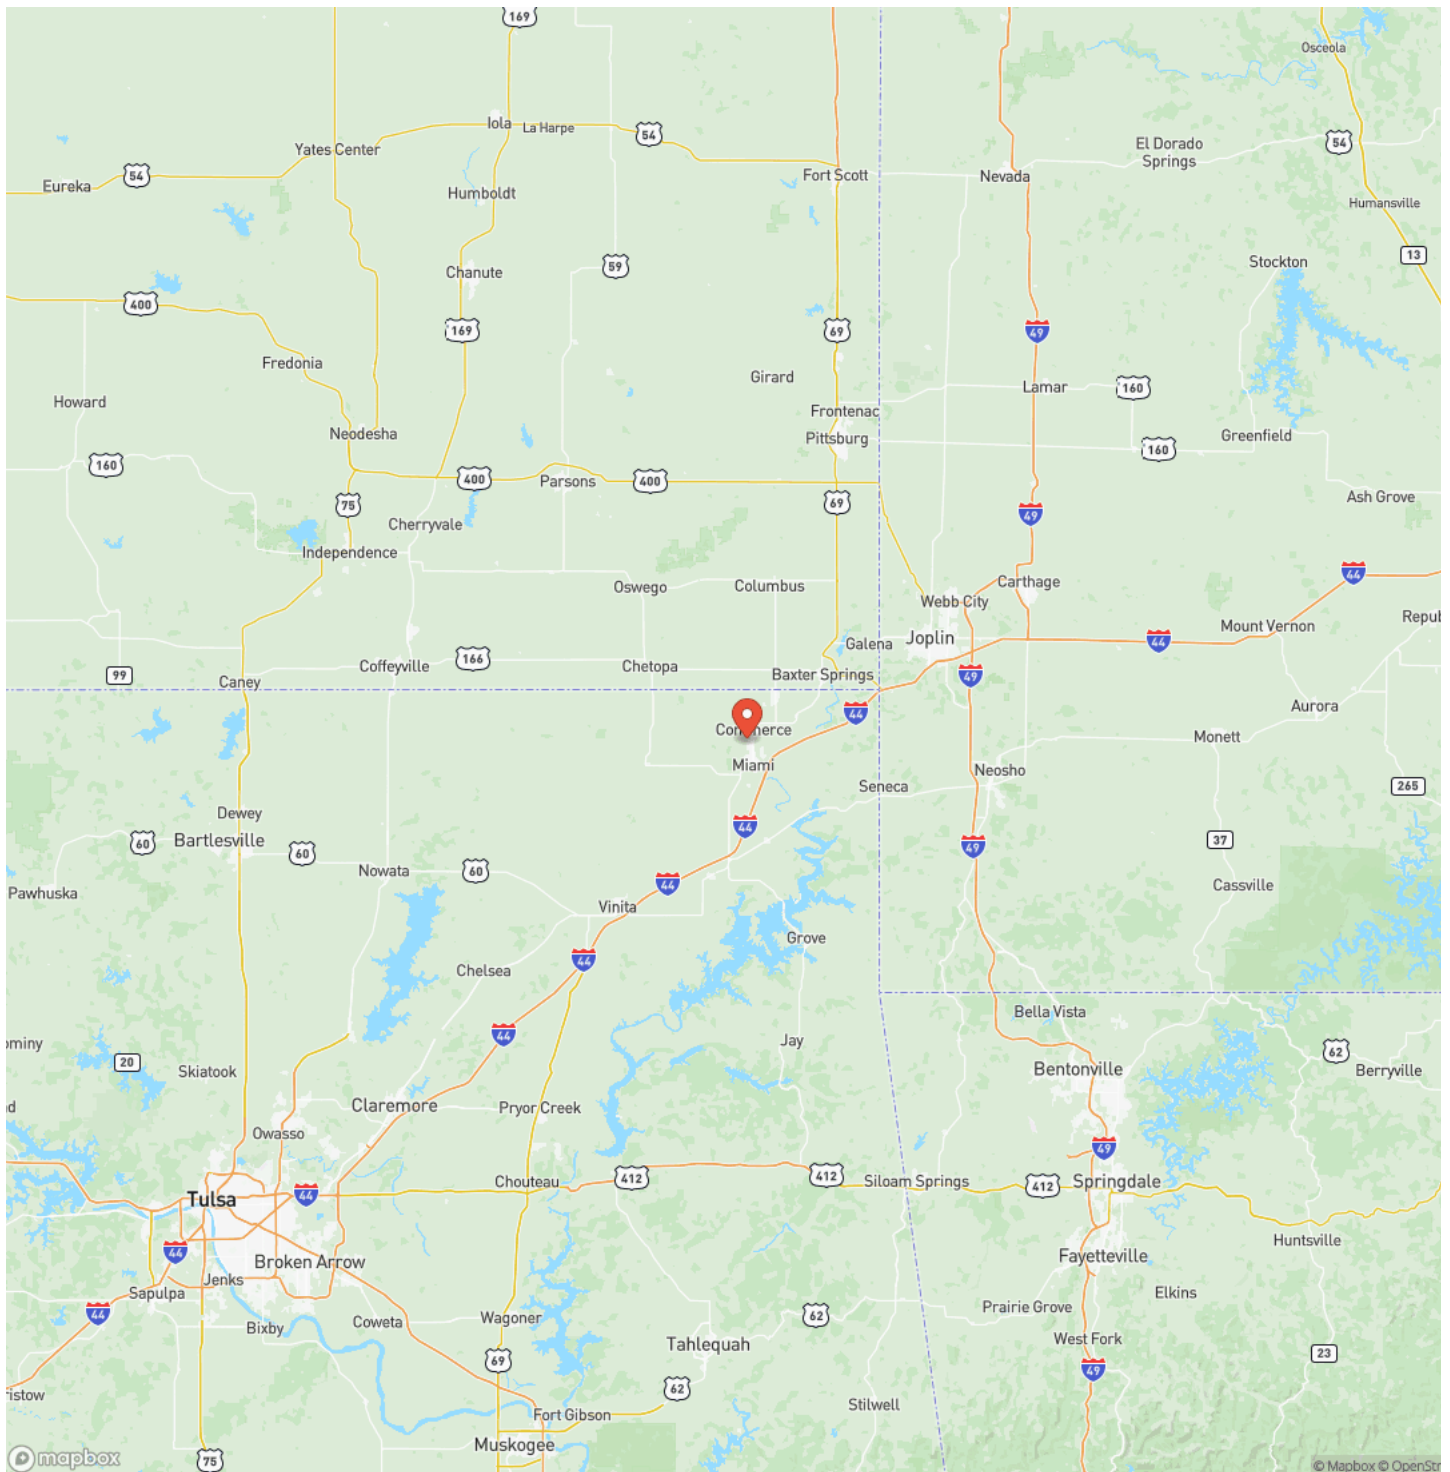 169
Osceola
Iola
La Harpe
54
54
Yates Center
El Dorado
Springs
54
Eureka
Fort Scott
Nevada
Humboldt
Humansville
13
59
Chanute
Stockton
400
169
69
49
Fredonia
Girard
Lamar
160
Howard
Frontenac
Neodesha
Pittsburg
Greenfield
160
160
400
Parsons
400
75
69
Ash Grove
49
Cherryvale
Independence
44
Oswego
Columbus
Carthage
Webb City
Mount Vernon
Repub
Galena
Joplin
44
Coffeyville
166
Chetopa
99
Caney
Baxter Springs
49
Aurora
44
Commerce
Monett
Miami
Neosho
Seneca
265
Dewey
44
Bartlesville
60
60
49
37
Nowata
60
Pawhuska
44
Cassville
Vinita
Grove
44
Chelsea
Bella Vista
44
Jay
ominy
20
62
Skiatook
Bentonville
Berryville
d
Claremore
Pryor Creek
Owasso
49
Chouteau
412
412
Siloam Springs
412
Springdale
Tulsa
44
44
Broken Arrow
Fayetteville
Huntsville
Jenks
Sapulpa
Elkins
44
Prairie Grove
62
Coweta
Wagoner
Bixby
Tahlequah
West Fork
23
69
49
62
ristow
Stilwell
Fort Gibson
Muskogee
75
mapbox
© Mapbox © OpenStr